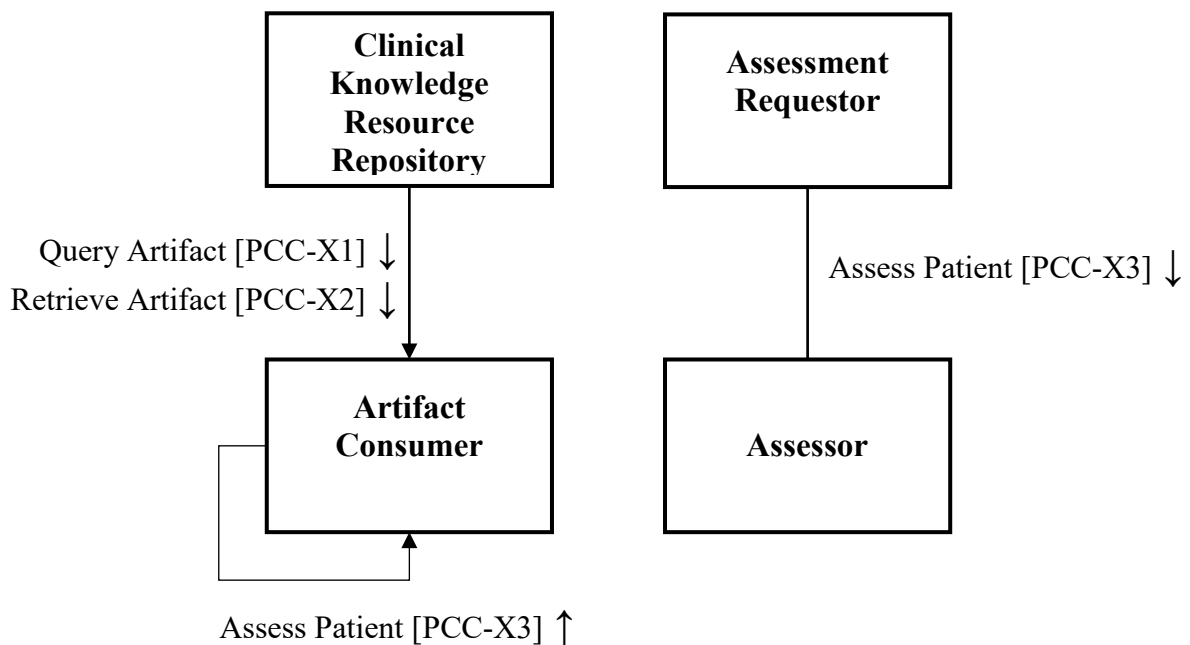 Clinical
Knowledge
Resource
Repository
Assessment
Requestor
Query Artifact [PCC-X1] ↓
Retrieve Artifact [PCC-X2] ↓
Assess Patient [PCC-X3] ↓
Artifact
Consumer
Assessor
Assess Patient [PCC-X3] ↑